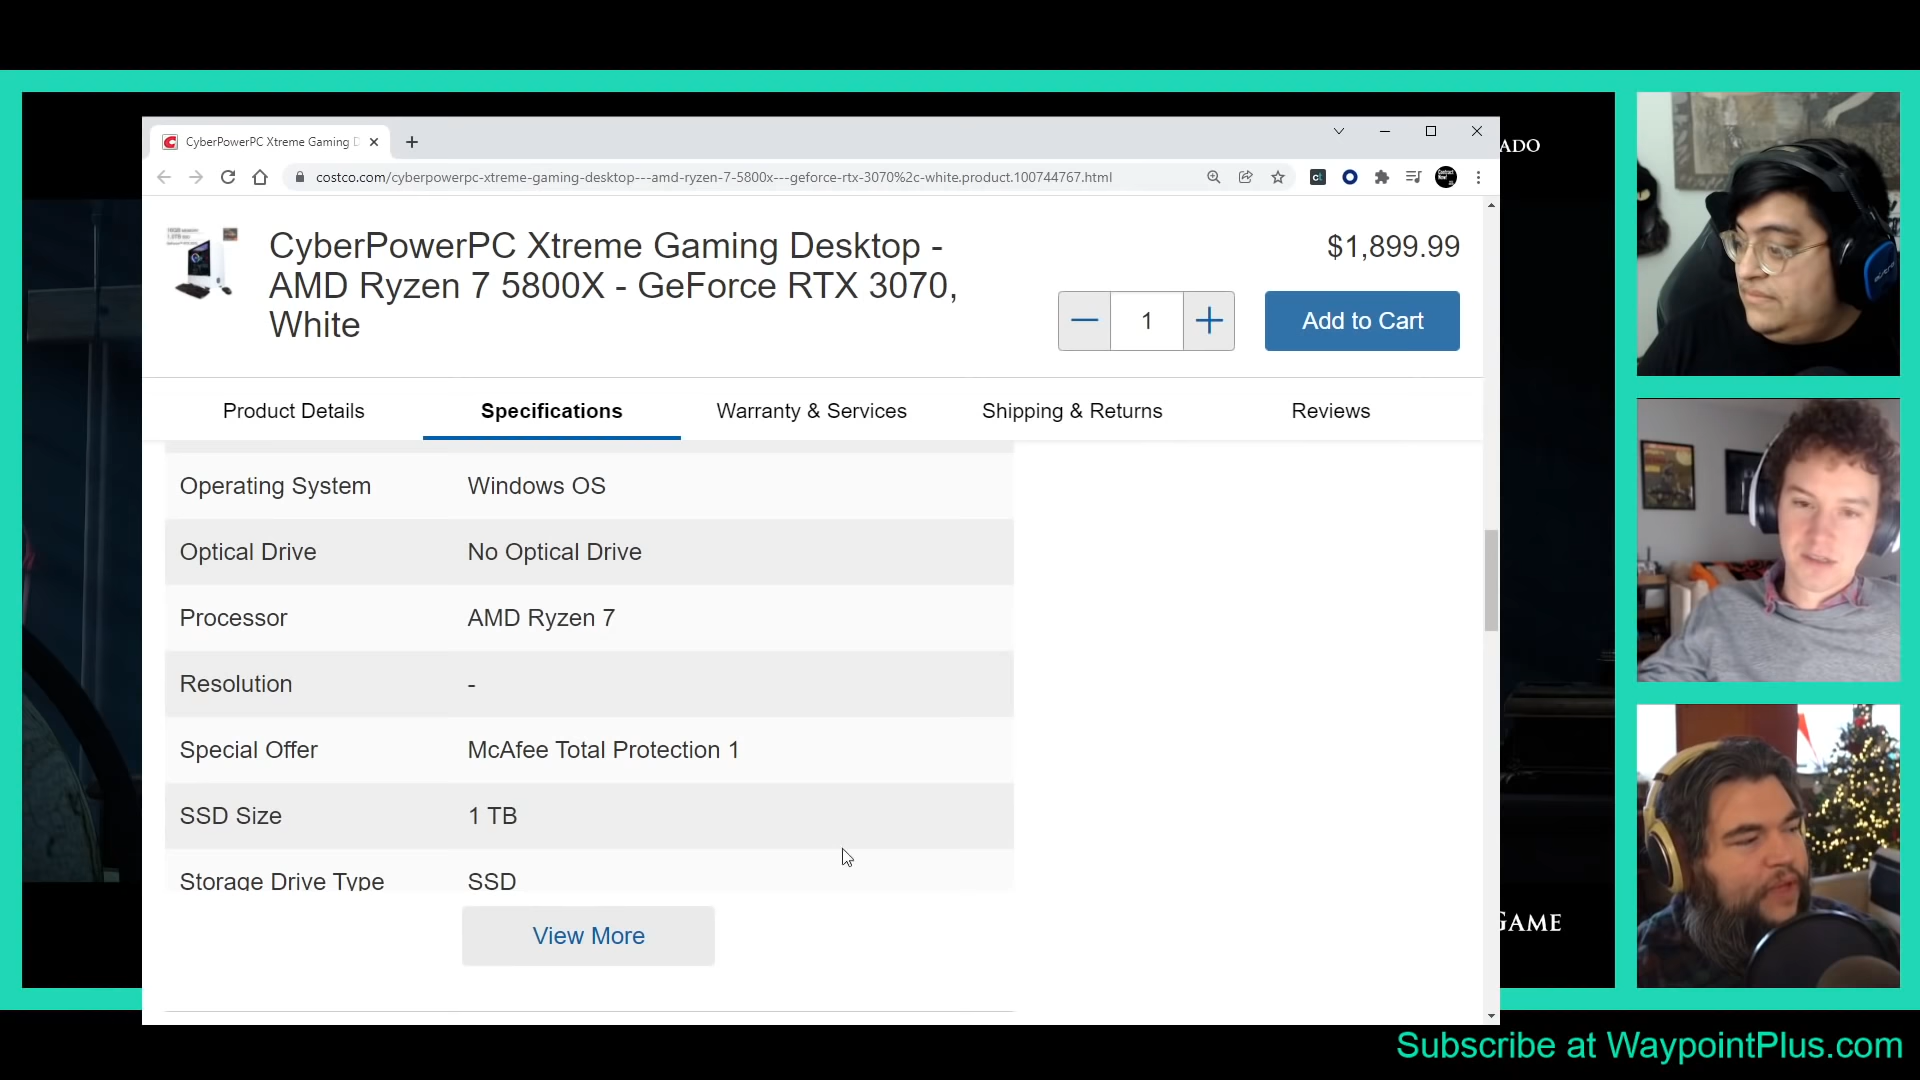 CyberPowerPC Xtreme Gaming D
costco.com/cyberpowerpc-xtreme-gaming-desktop---amd-ryzen-7-5800x---geforce-rtx-3070%2c-white.product.100744767.html
ADO
CyberPowerPC Xtreme Gaming Desktop -
AMD Ryzen 7 5800X - GeForce RTX 3070,
White
$1,899.99
1
Add to Cart
Product Details
Specifications
Warranty & Services
Shipping & Returns
Reviews
Operating System Windows OS
Optical Drive No Optical Drive
Processor AMD Ryzen 7
Resolution -
Special Offer McAfee Total Protection 1
SSD Size 1 TB
Storage Drive Type SSD
View More
GAME
Subscribe at WaypointPlus.com